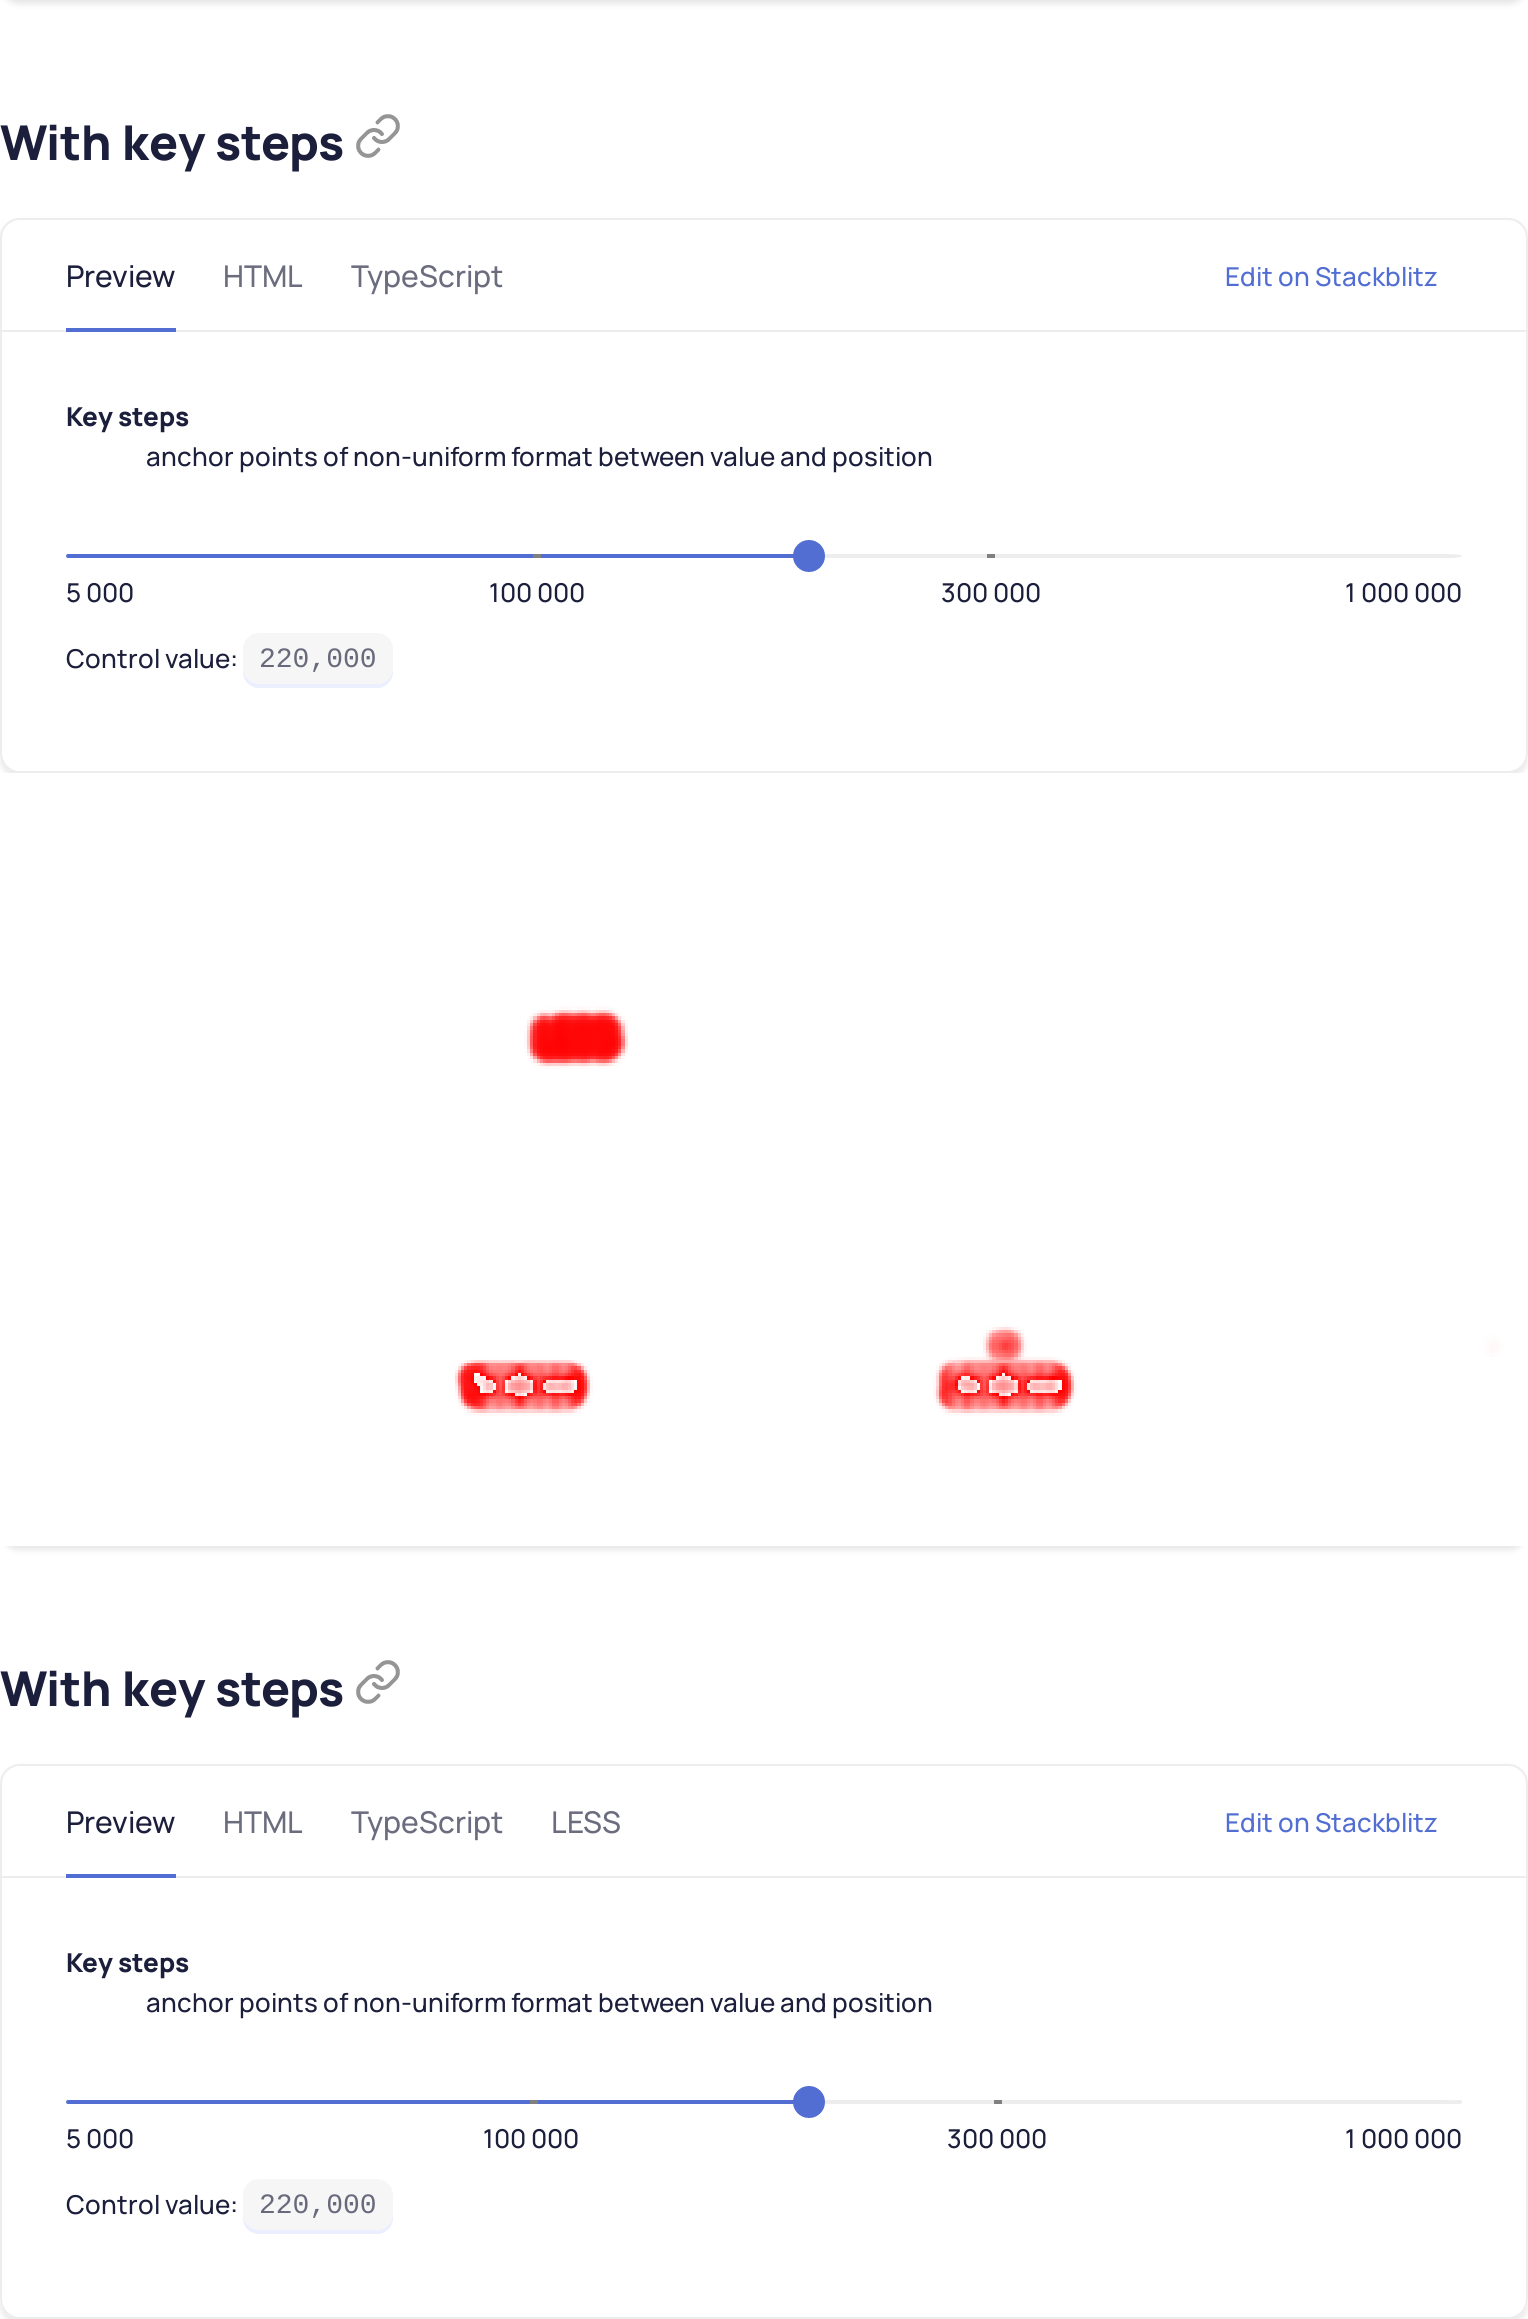 With key steps
Preview HTML TypeScript Edit on Stackblitz
Key steps
anchor points of non-uniform format between value and position
5 000 100 000 300 000 1 000 000
Control value: 220,000
With key steps
Preview HTML TypeScript LESS Edit on Stackblitz
Key steps
anchor points of non-uniform format between value and position
5 000 100 000 300 000 1 000 000
Control value: 220,000